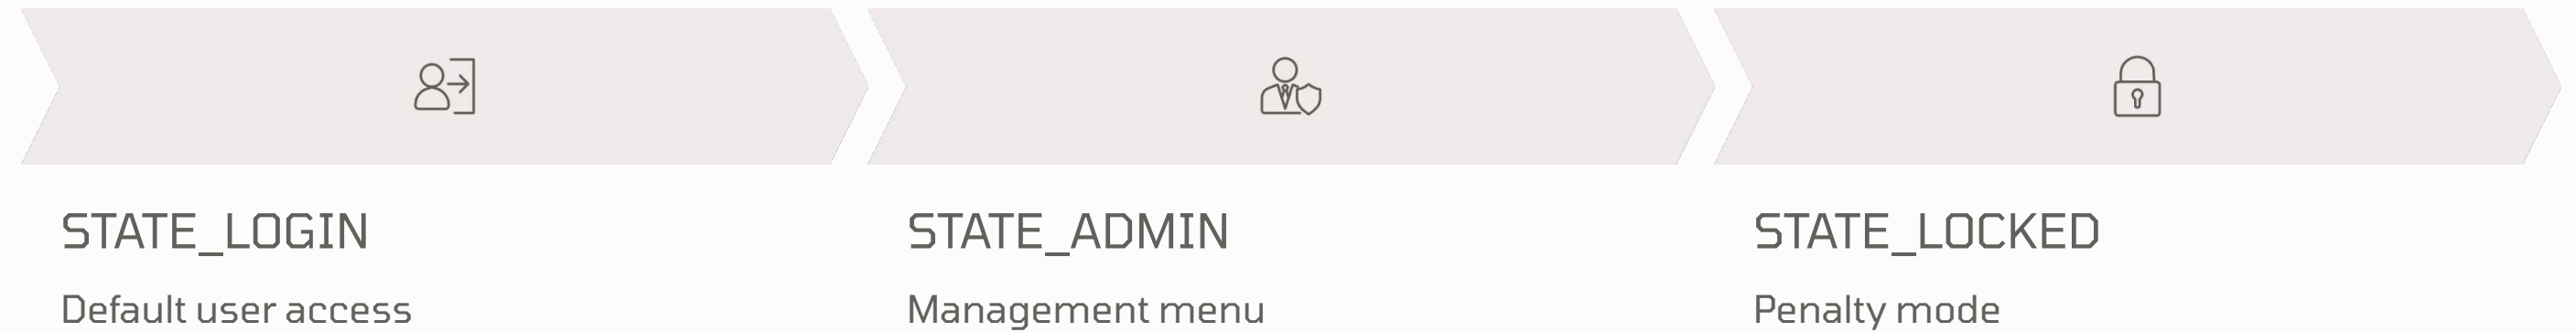 STATE_LOGIN
Default user access
STATE_ADMIN
Management menu
STATE_LOCKED
Penalty mode